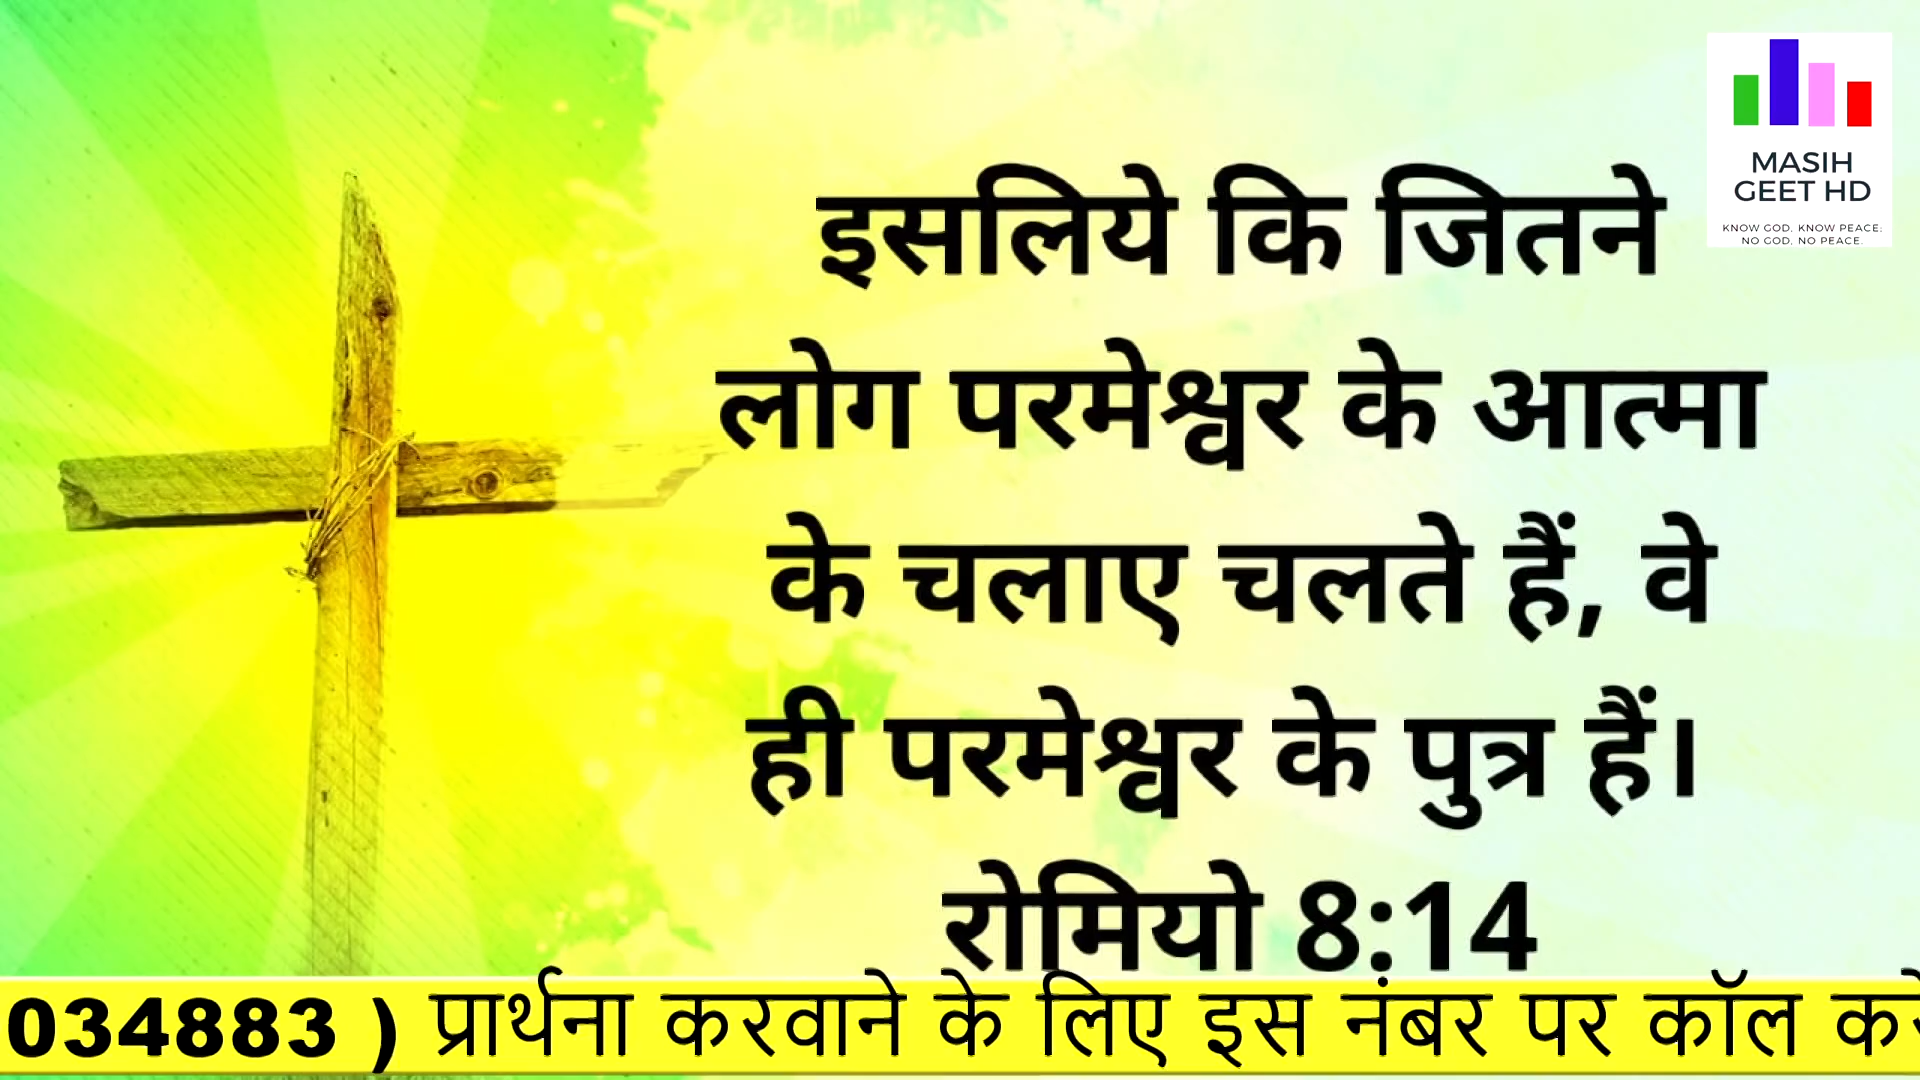 MASIH
GEET HD
KNOW GOD, KNOW PEACE;
NO GOD, NO PEACE.
इसलिये कि जितने
लोग परमेश्वर के आत्मा
के चलाए चलते हैं, वे
ही परमेश्वर के पुत्र हैं।
रोमियो 8:14
034883 ) प्रार्थना करवाने के लिए इस नंबर पर कॉल